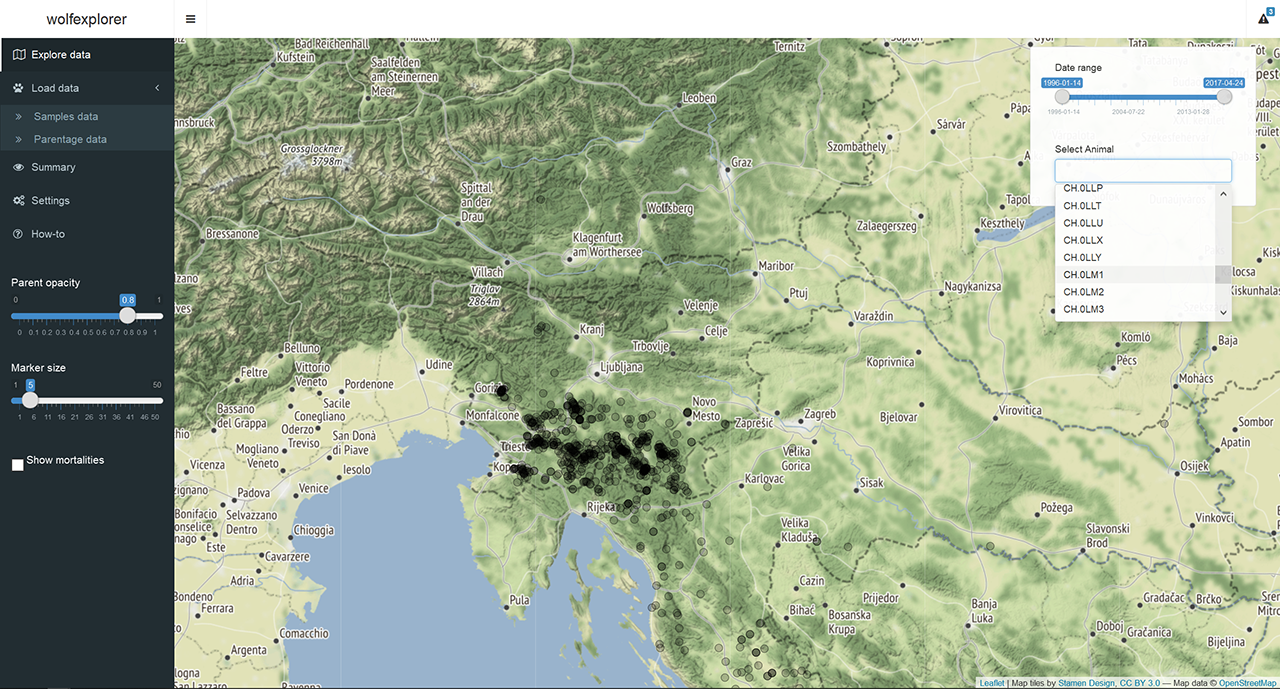 wolfexplorer
3
Explore data
Load data
Samples data
Parentage data
Summary
Settings
How-to
Parent opacity
0 0.8 1
0 0.1 0.2 0.3 0.4 0.5 0.6 0.7 0.8 0.9 1
Marker size
1 5 50
1 6 11 16 21 26 31 36 41 46 50
Show mortalities
Date range
1996-01-14 2017-04-24
1996-01-14 2004-07-22 2013-01-28
Select Animal
CH.0LLP
CH.0LLT
CH.0LLU
CH.0LLX
CH.0LLY
CH.0LM1
CH.0LM2
CH.0LM3
Bad Reichenhall
Ternitz
Kufstein
Saalfelden
am Steinernen
Meer
Leoben
nnsbruck
Grossglockner
3798m
Graz
Szombathely
Sárvár
Spittal
an der
Drau
Wolfsberg
Bressanone
Klagenfurt
am Worthersee
Zalaegerszeg
Keszthely
Villach
Triglav
2864m
Maribor
Ptuj
Nagykanizsa
Velenje
Varaždin
Kranj
Celje
Trbovlje
Ljubljana
Koprivnica
Komló
Pécs
Baja
Mohács
Belluno
Feltre
Vittorio
Veneto
Udine
Pordenone
Sacile
Conegliano
Bassano
del Grappa
Oderzo
Treviso
San Donà
di Piave
Iesolo
Mogliano
Veneto
Monfalcone
Novo
Mesto
Zaprešić
Zagreb
Bjelovar
Virovitica
Sombor
Apatin
Osijek
Vicenza
Padova
Venice
Velika
Gorica
Karlovac
Sisak
Selvazzano
Dentro
Chioggia
Este
Cavarzere
Rijeka
Velika
Kladuša
Požega
Slavonski
Brod
Vinkovci
Adria
Ferrara
Pula
Cazin
Bihać
Prijedor
Bosanska
Krupa
Banja
Luka
Gradačac
Brčko
Doboj
Gračanica
Bijeljina
Comacchio
Argenta
Ravenna
Leaflet | Map tiles by Stamen Design, CC BY 3.0 — Map data © OpenStreetMap